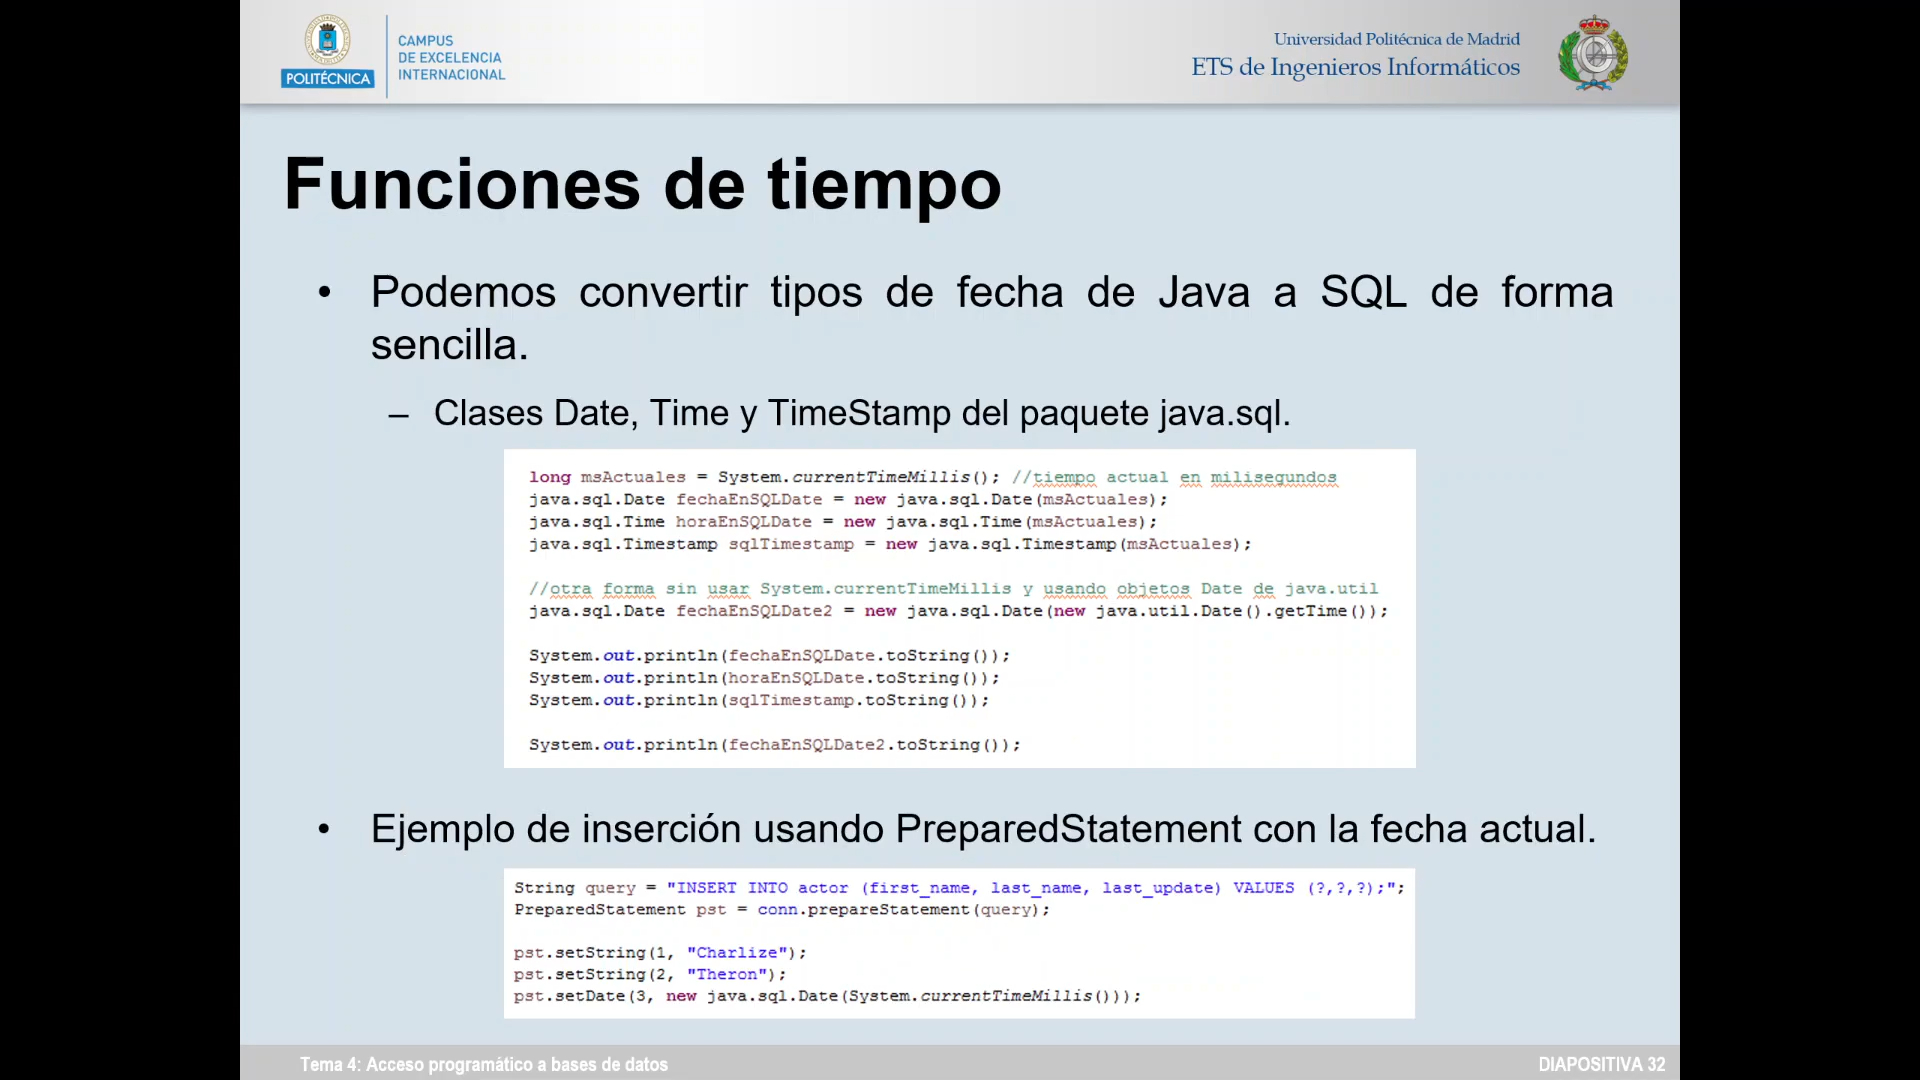 POLITÉCNICA
CAMPUS
DE EXCELENCIA
INTERNACIONAL
Universidad Politécnica de Madrid
ETS de Ingenieros Informáticos
Funciones de tiempo
• Podemos convertir tipos de fecha de Java a SQL de forma
sencilla.
– Clases Date, Time y TimeStamp del paquete java.sql.
long msActuales = System.currentTimeMillis(); //tiempo actual en milisegundos
java.sql.Date fechaEnSQLDate = new java.sql.Date(msActuales);
java.sql.Time horaEnSQLDate = new java.sql.Time(msActuales);
java.sql.Timestamp sqlTimestamp = new java.sql.Timestamp(msActuales);
//otra forma sin usar System.currentTimeMillis y usando objetos Date de java.util
java.sql.Date fechaEnSQLDate2 = new java.sql.Date(new java.util.Date().getTime());
System.out.println(fechaEnSQLDate.toString());
System.out.println(horaEnSQLDate.toString());
System.out.println(sqlTimestamp.toString());
System.out.println(fechaEnSQLDate2.toString());
• Ejemplo de inserción usando PreparedStatement con la fecha actual.
String query = "INSERT INTO actor (first_name, last_name, last_update) VALUES (?,?,?);";
PreparedStatement pst = conn.prepareStatement(query);
pst.setString(1, "Charlize");
pst.setString(2, "Theron");
pst.setDate(3, new java.sql.Date(System.currentTimeMillis()));
Tema 4: Acceso programático a bases de datos
DIAPOSITIVA 32